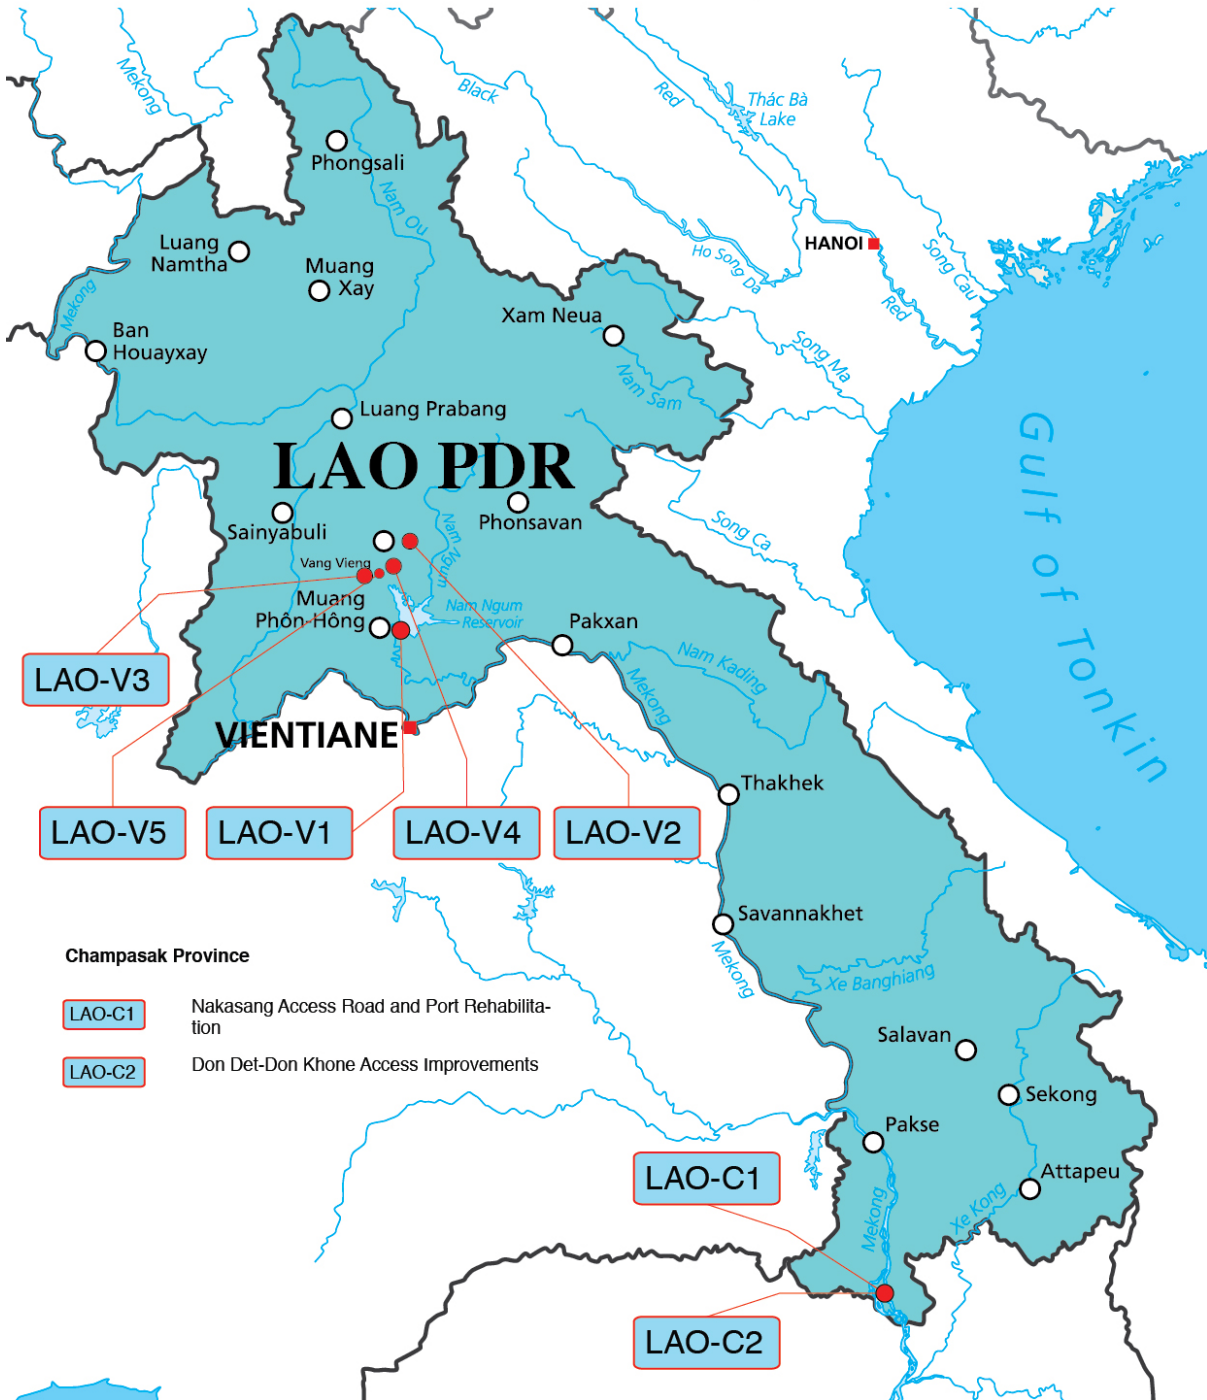 Mekong
Black
Red
Thác Bà
Lake
Phongsali
Nam Ou
Luang
Namtha
Muang
Xay
HANOI
Ho Song Da
Song Cau
Red
Mekong
Ban
Houayxay
Xam Neua
Song Ma
Nam Sam
Luang Prabang
LAO PDR
Gulf of Tonkin
Phonsavan
Sainyabuli
Nam Ngum
Song Ca
Vang Vieng
Muang
Phôn-Hông
Nam Ngum
Reservoir
Pakxan
Nam Kading
Mekong
LAO-V3
VIENTIANE
Thakhek
LAO-V5
LAO-V1
LAO-V4
LAO-V2
Savannakhet
Mekong
Xe Banghiang
Champasak Province
LAO-C1
Nakasang Access Road and Port Rehabilita-
tion
LAO-C2
Don Det-Don Khone Access Improvements
Salavan
Sekong
Pakse
Attapeu
LAO-C1
Mekong
Xe Kong
LAO-C2